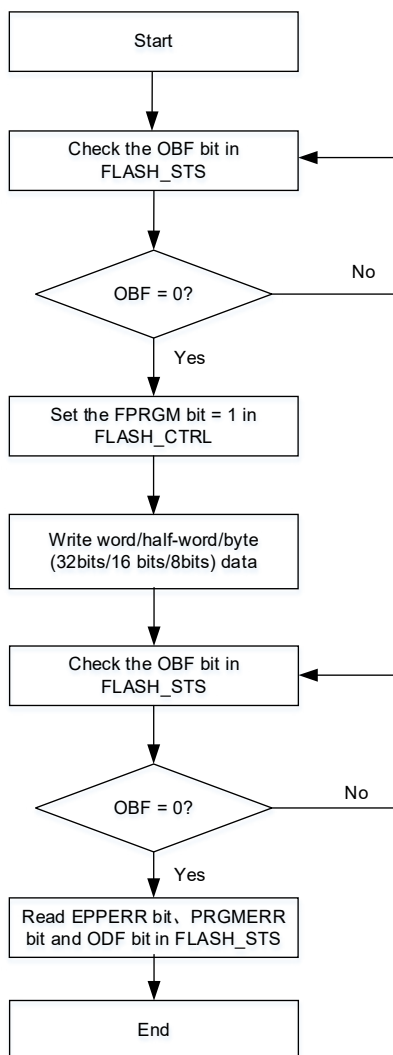 Start
Check the OBF bit in
FLASH_STS
OBF = 0?
No
Yes
Set the FPRGM bit = 1 in
FLASH_CTRL
Write word/half-word/byte
(32bits/16 bits/8bits) data
Check the OBF bit in
FLASH_STS
OBF = 0?
No
Yes
Read EPPERR bit、PRGMERR
bit and ODF bit in FLASH_STS
End